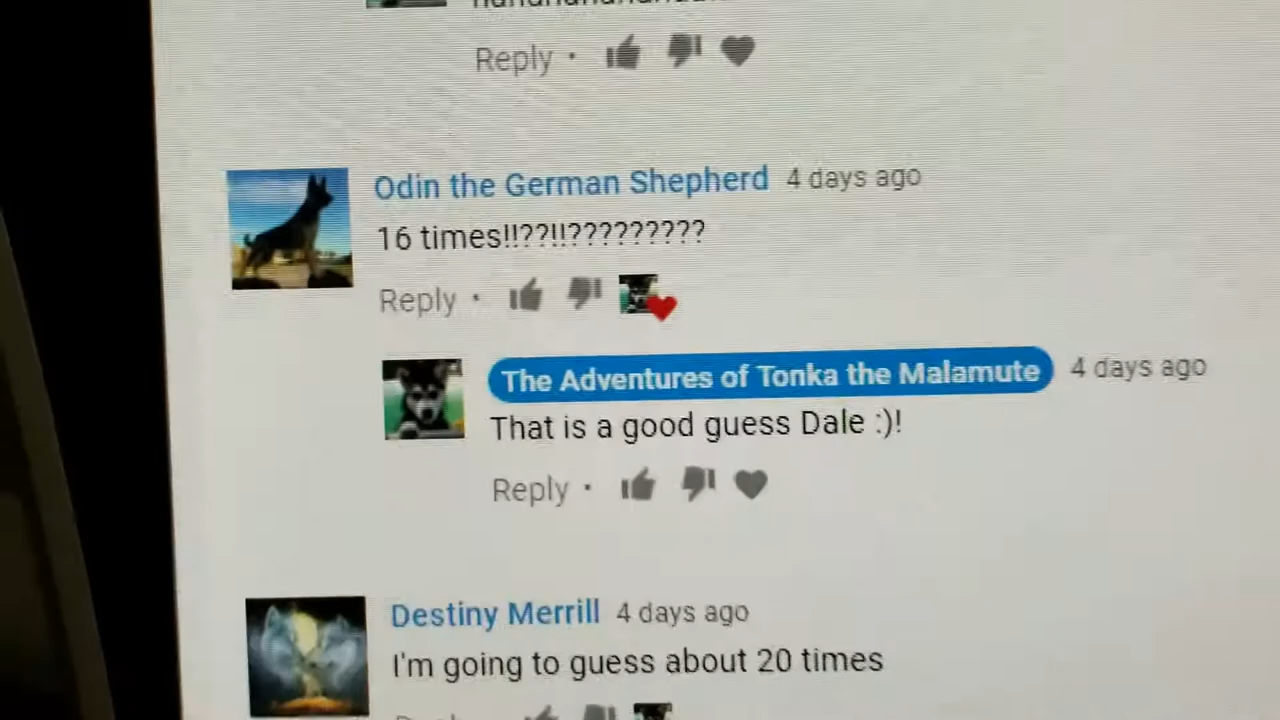 Reply
Odin the German Shepherd 4 days ago
16 times!!??!!?????????
Reply
The Adventures of Tonka the Malamute 4 days ago
That is a good guess Dale :)!
Reply
Destiny Merrill 4 days ago
I'm going to guess about 20 times